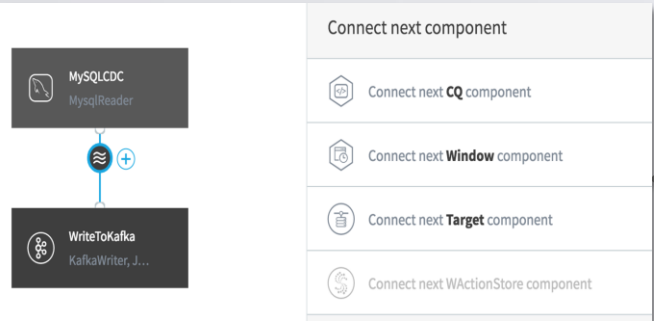 MySQLCDC
MysqlReader
WriteToKafka
KafkaWriter, J...
Connect next component
Connect next CQ component
Connect next Window component
Connect next Target component
Connect next WActionStore component